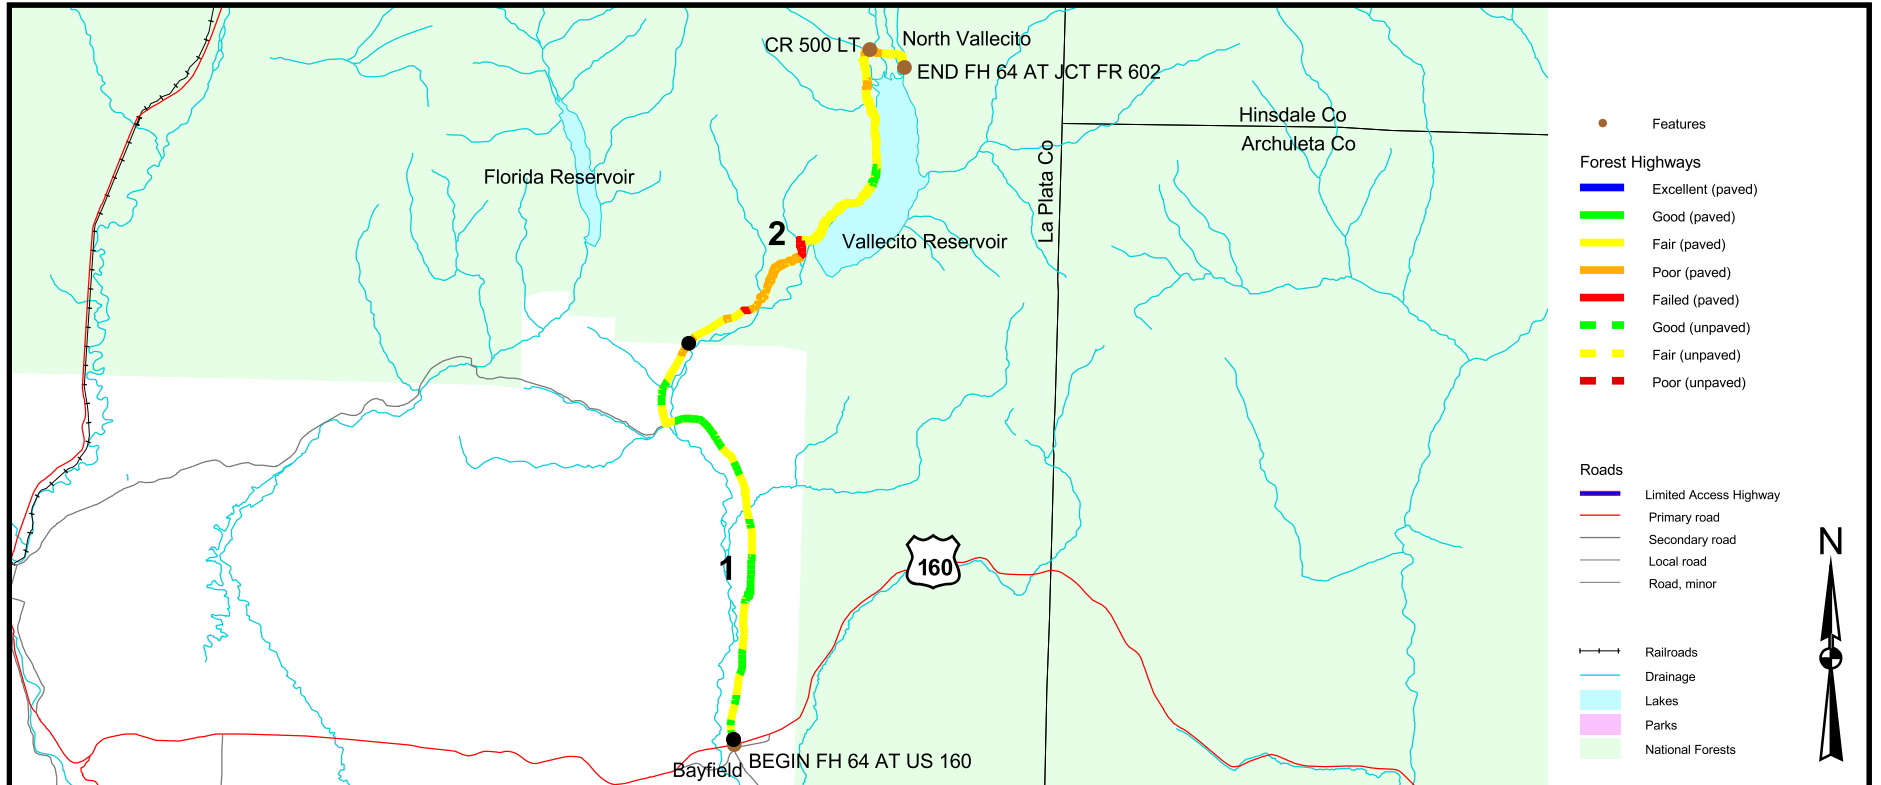 CR 500 LT
North Vallecito
END FH 64 AT JCT FR 602
Hinsdale Co
Archuleta Co
La Plata Co
Florida Reservoir
2
Vallecito Reservoir
1
160
BEGIN FH 64 AT US 160
Bayfield
Features
Forest Highways
Excellent (paved)
Good (paved)
Fair (paved)
Poor (paved)
Failed (paved)
Good (unpaved)
Fair (unpaved)
Poor (unpaved)
Roads
Limited Access Highway
Primary road
Secondary road
Local road
Road, minor
Railroads
Drainage
Lakes
Parks
National Forests
N